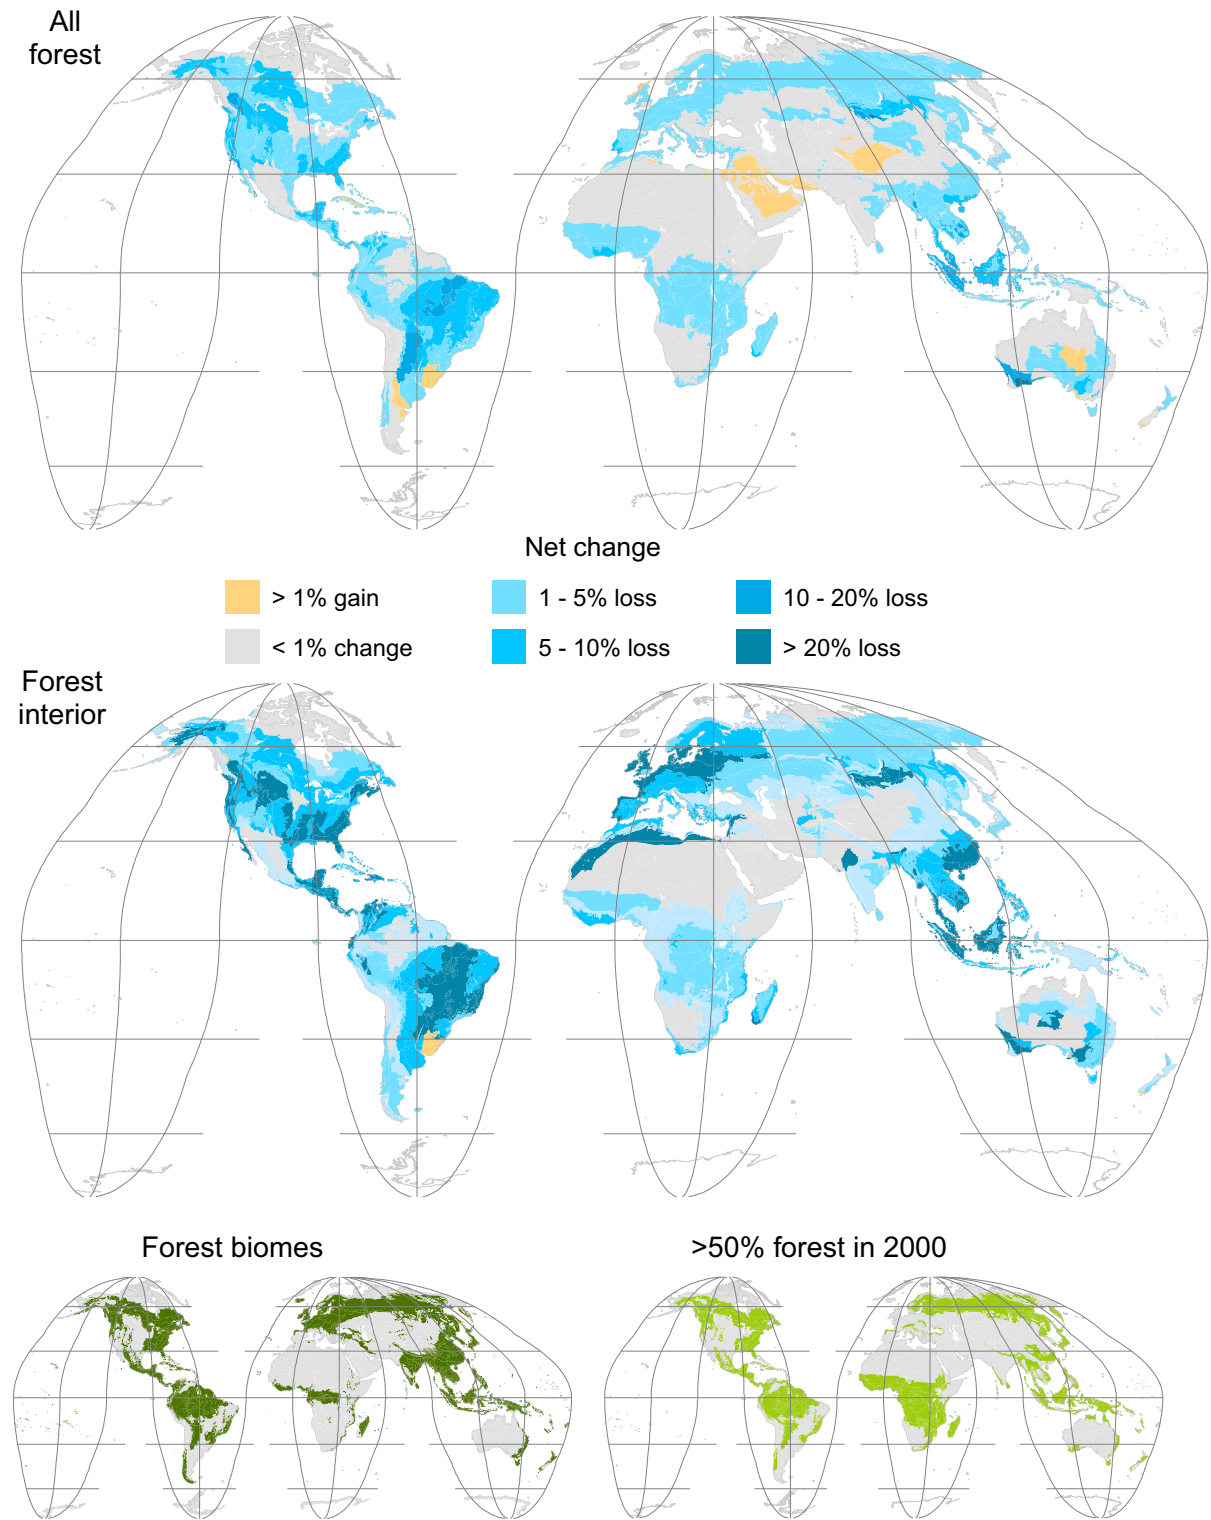 All
forest
Net change
> 1% gain
1 - 5% loss
10 - 20% loss
< 1% change
5 - 10% loss
> 20% loss
Forest
interior
Forest biomes
>50% forest in 2000